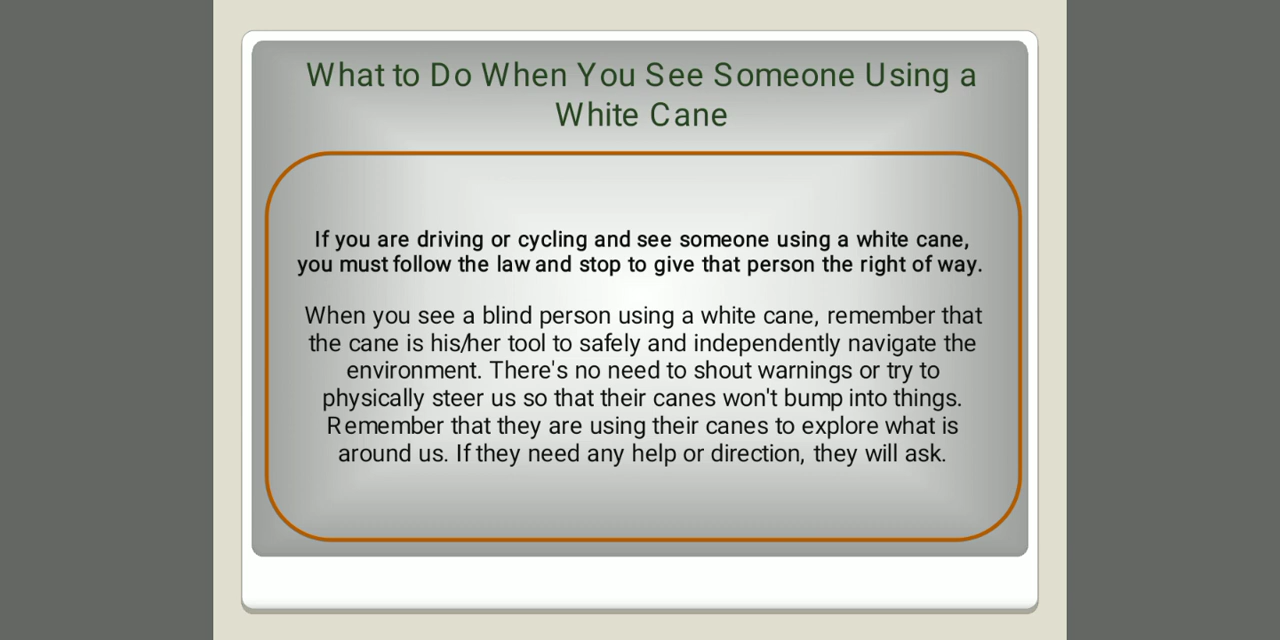 What to Do When You See Someone Using a
White Cane
If you are driving or cycling and see someone using a white cane,
you must follow the law and stop to give that person the right of way.
When you see a blind person using a white cane, remember that
the cane is his/her tool to safely and independently navigate the
environment. There's no need to shout warnings or try to
physically steer us so that their canes won't bump into things.
Remember that they are using their canes to explore what is
around us. If they need any help or direction, they will ask.